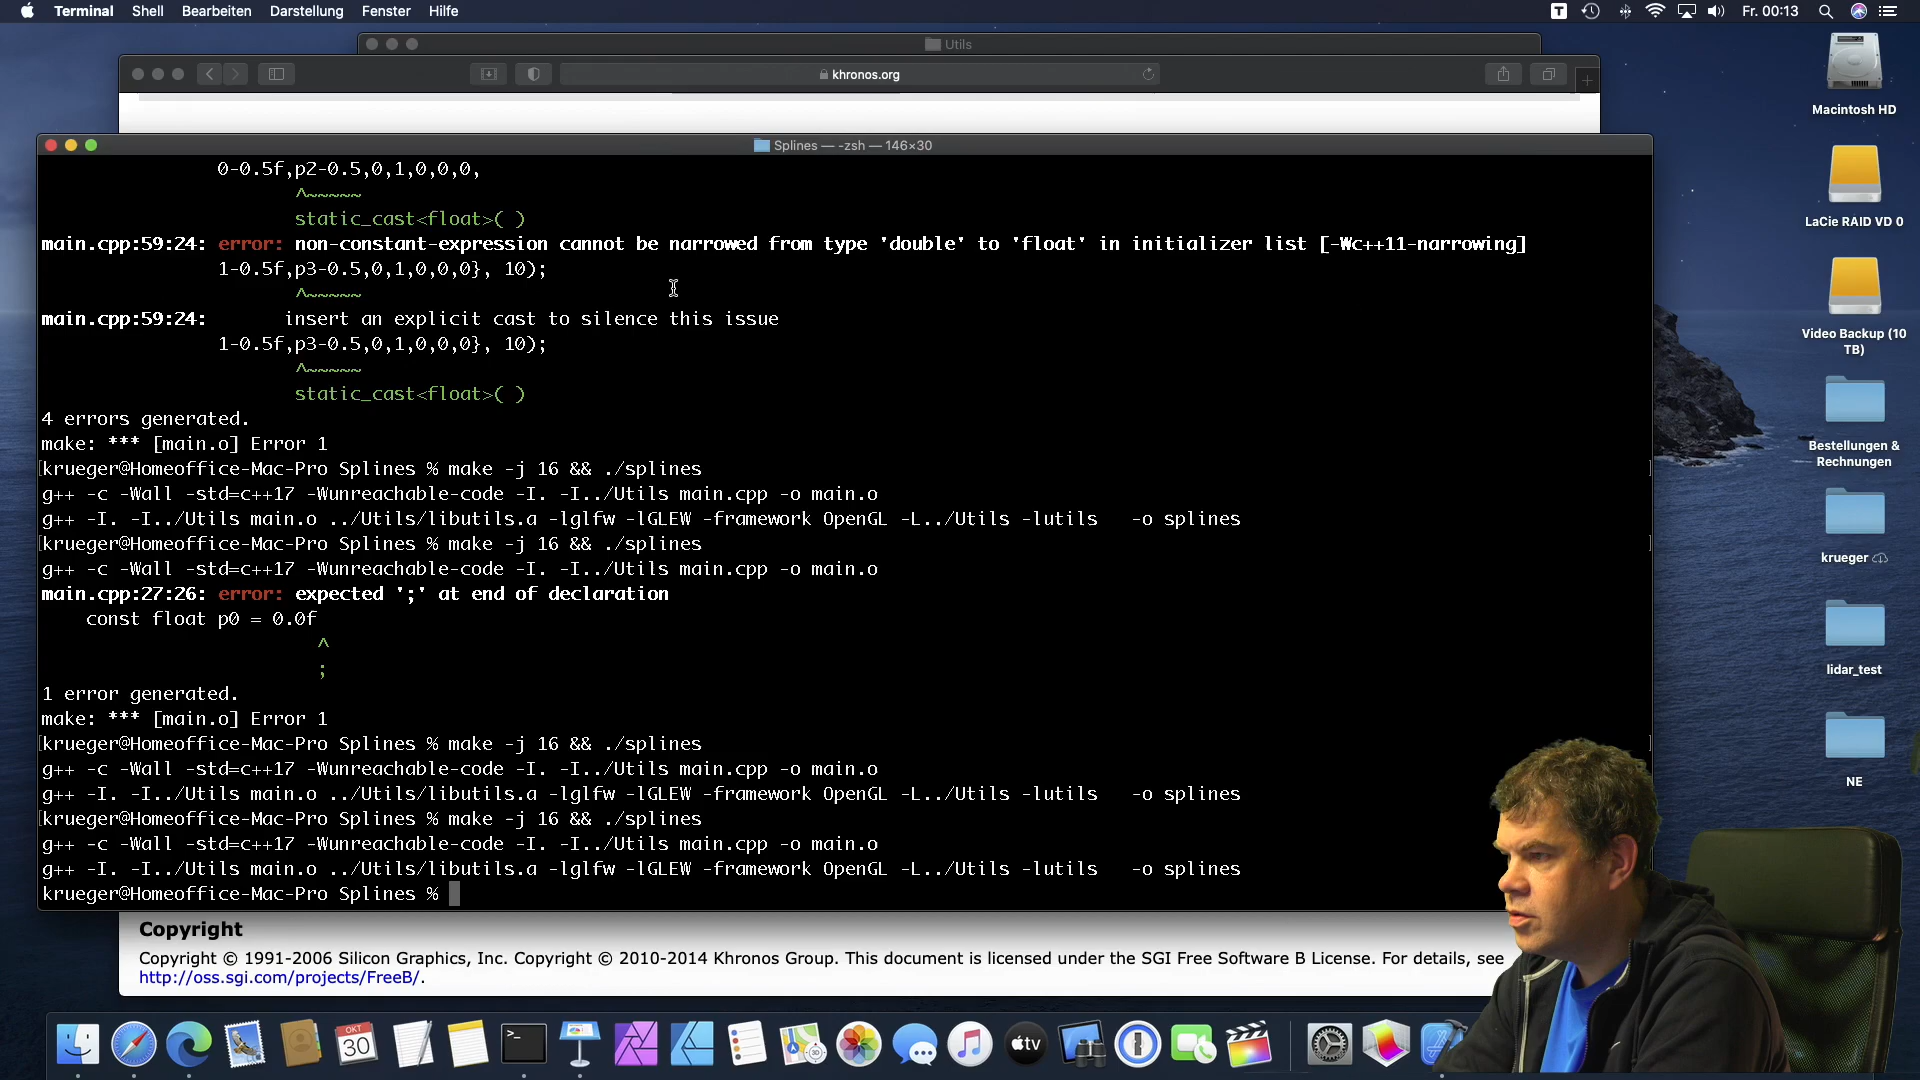 Terminal Shell Bearbeiten Darstellung Fenster Hilfe
Fr. 00:13
Utils
khronos.org
Splines — -zsh — 146×30
0-0.5f,p2-0.5,0,1,0,0,0,
^~~~~~
static_cast<float>( )
main.cpp:59:24: error: non-constant-expression cannot be narrowed from type 'double' to 'float' in initializer list [-Wc++11-narrowing]
1-0.5f,p3-0.5,0,1,0,0,0}, 10);
^~~~~~
main.cpp:59:24: insert an explicit cast to silence this issue
1-0.5f,p3-0.5,0,1,0,0,0}, 10);
^~~~~~
static_cast<float>( )
4 errors generated.
make: *** [main.o] Error 1
[krueger@Homeoffice-Mac-Pro Splines % make -j 16 && ./splines ]
g++ -c -Wall -std=c++17 -Wunreachable-code -I. -I../Utils main.cpp -o main.o
g++ -I. -I../Utils main.o ../Utils/libutils.a -lglfw -lGLEW -framework OpenGL -L../Utils -lutils -o splines
[krueger@Homeoffice-Mac-Pro Splines % make -j 16 && ./splines ]
g++ -c -Wall -std=c++17 -Wunreachable-code -I. -I../Utils main.cpp -o main.o
main.cpp:27:26: error: expected ';' at end of declaration
const float p0 = 0.0f
^
;
1 error generated.
make: *** [main.o] Error 1
[krueger@Homeoffice-Mac-Pro Splines % make -j 16 && ./splines ]
g++ -c -Wall -std=c++17 -Wunreachable-code -I. -I../Utils main.cpp -o main.o
g++ -I. -I../Utils main.o ../Utils/libutils.a -lglfw -lGLEW -framework OpenGL -L../Utils -lutils -o splines
[krueger@Homeoffice-Mac-Pro Splines % make -j 16 && ./splines
g++ -c -Wall -std=c++17 -Wunreachable-code -I. -I../Utils main.cpp -o main.o
g++ -I. -I../Utils main.o ../Utils/libutils.a -lglfw -lGLEW -framework OpenGL -L../Utils -lutils -o splines
krueger@Homeoffice-Mac-Pro Splines %
Copyright
Copyright © 1991-2006 Silicon Graphics, Inc. Copyright © 2010-2014 Khronos Group. This document is licensed under the SGI Free Software B License. For details, see
http://oss.sgi.com/projects/FreeB/.
Macintosh HD
LaCie RAID VD 0
Video Backup (10
TB)
Bestellungen &
Rechnungen
krueger
lidar_test
NE
OKT
30
tv